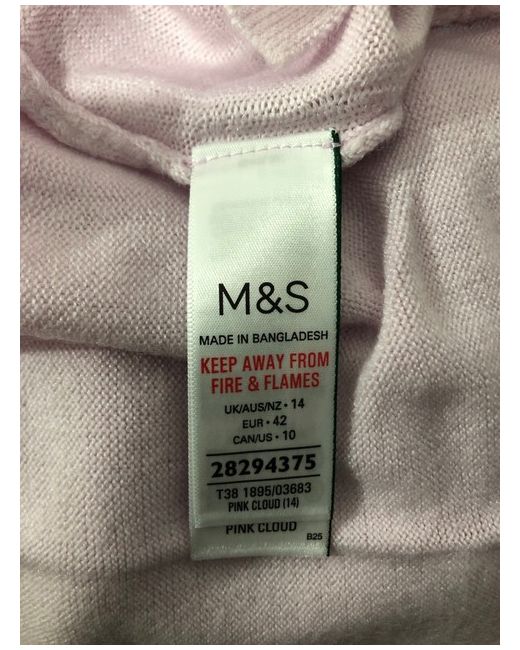 M&S
MADE IN BANGLADESH
KEEP AWAY FROM
FIRE & FLAMES
UK/AUS/NZ • 14
EUR • 42
CAN/US • 10
28294375
T38 1895/03683
PINK CLOUD (14)
PINK CLOUD
B25